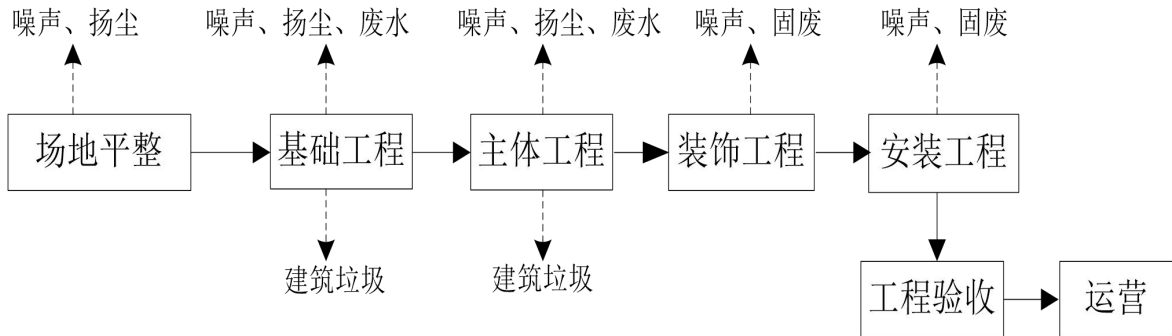 噪声、扬尘
噪声、扬尘、废水
噪声、扬尘、废水
噪声、固废
噪声、固废
场地平整
基础工程
主体工程
装饰工程
安装工程
建筑垃圾
建筑垃圾
工程验收
运营